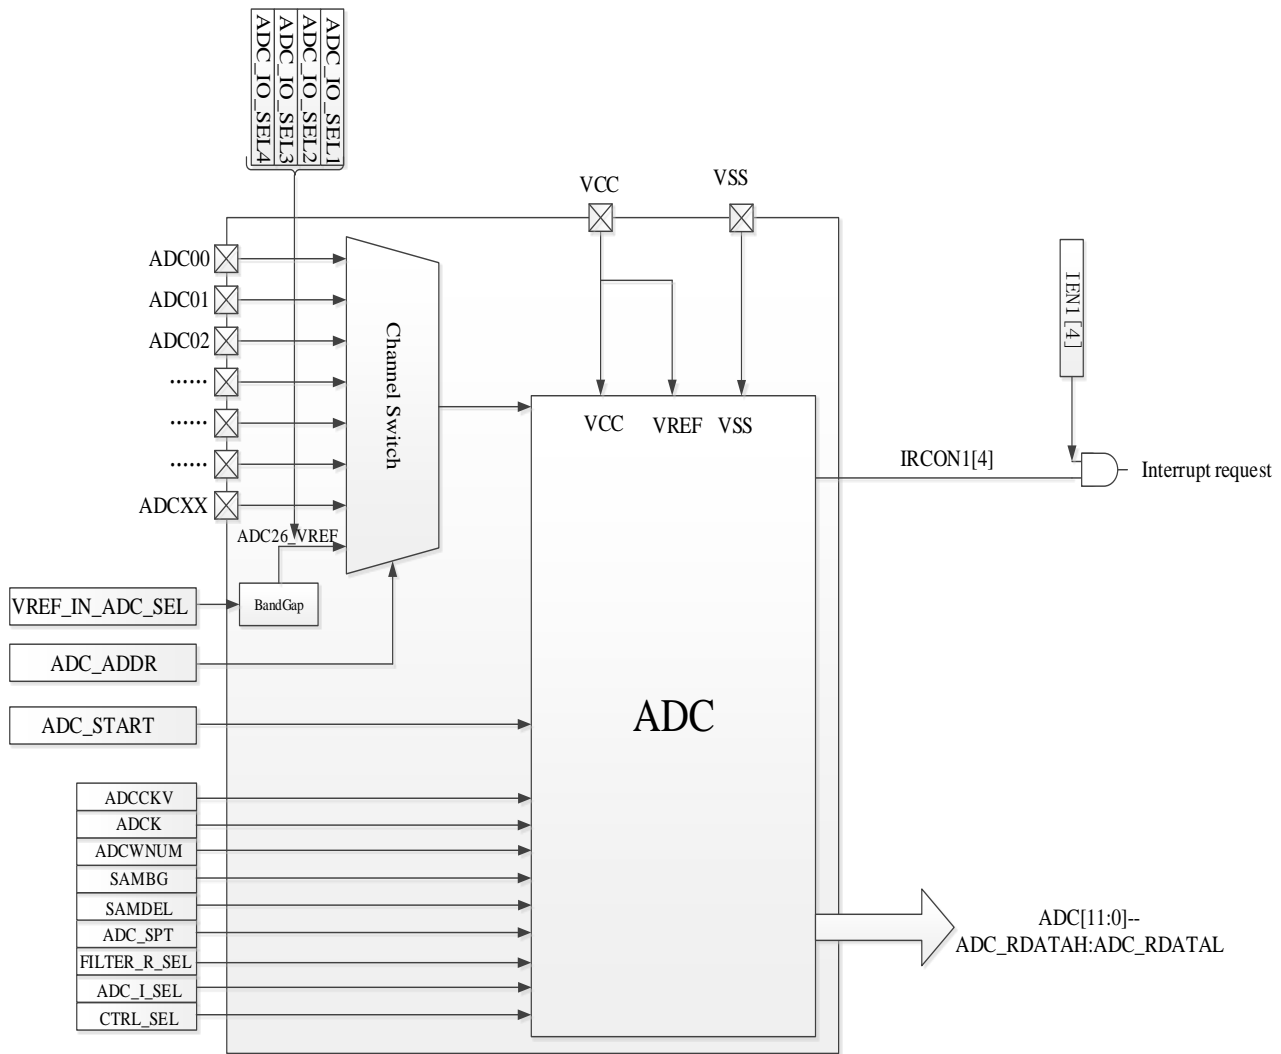 ADC_IO_SEL1
ADC_IO_SEL2
ADC_IO_SEL3
ADC_IO_SEL4
VCC
VSS
ADC00
ADC01
ADC02
······
······
······
ADCXX
Channel Switch
ADC26_VREF
BandGap
VREF_IN_ADC_SEL
ADC_ADDR
ADC_START
ADCCKV
ADCK
ADCWNUM
SAMBG
SAMDEL
ADC_SPT
FILTER_R_SEL
ADC_I_SEL
CTRL_SEL
VCC VREF VSS
ADC
IEN1[4]
IRCON1[4]
Interrupt request
ADC[11:0]--
ADC_RDATAH:ADC_RDATAL